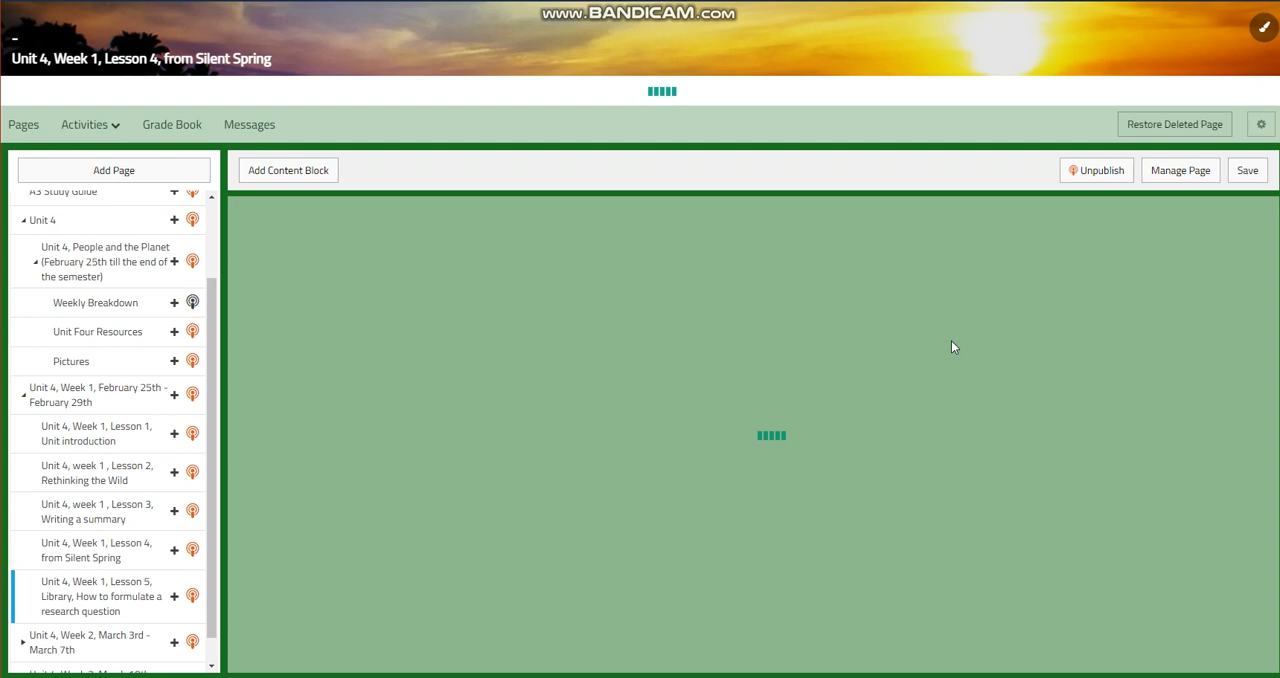 www.BANDICAM.com
-
Unit 4, Week 1, Lesson 4, from Silent Spring
Pages
Activities
Grade Book
Messages
Restore Deleted Page
Add Page
Add Content Block
Unpublish
Manage Page
Save
A3 Study Guide
Unit 4
Unit 4, People and the Planet
(February 25th till the end of
the semester)
Weekly Breakdown
Unit Four Resources
Pictures
Unit 4, Week 1, February 25th -
February 29th
Unit 4, Week 1, Lesson 1,
Unit introduction
Unit 4, week 1 , Lesson 2,
Rethinking the Wild
Unit 4, week 1 , Lesson 3,
Writing a summary
Unit 4, Week 1, Lesson 4,
from Silent Spring
Unit 4, Week 1, Lesson 5,
Library, How to formulate a
research question
Unit 4, Week 2, March 3rd -
March 7th